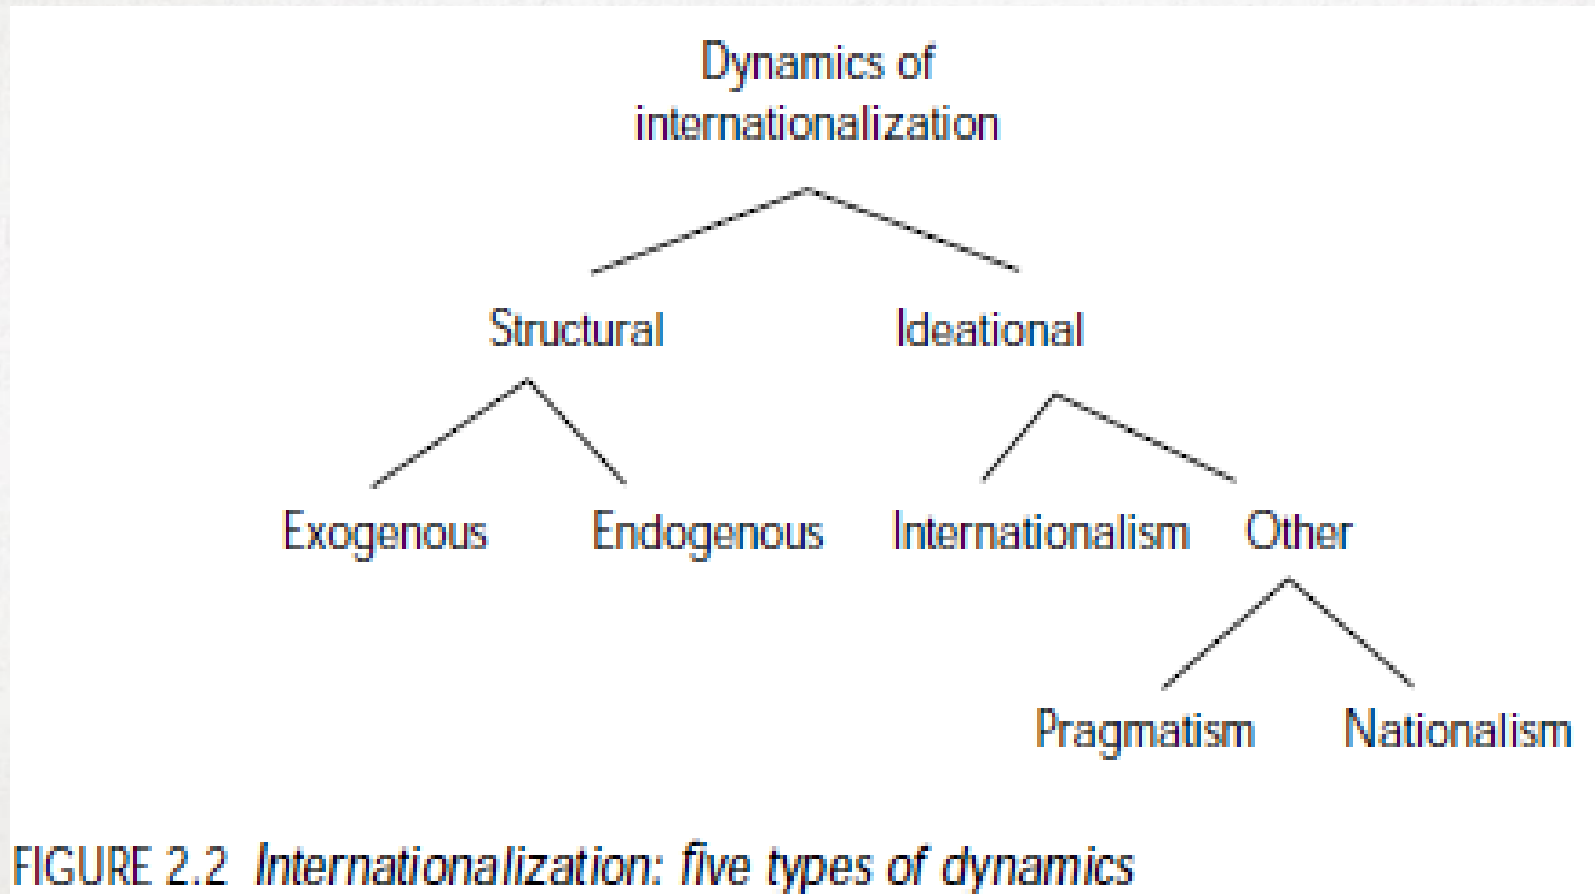 Dynamics of
internationalization
Structural Ideational
Exogenous Endogenous Internationalism Other
Pragmatism Nationalism
FIGURE 2.2 Internationalization: five types of dynamics